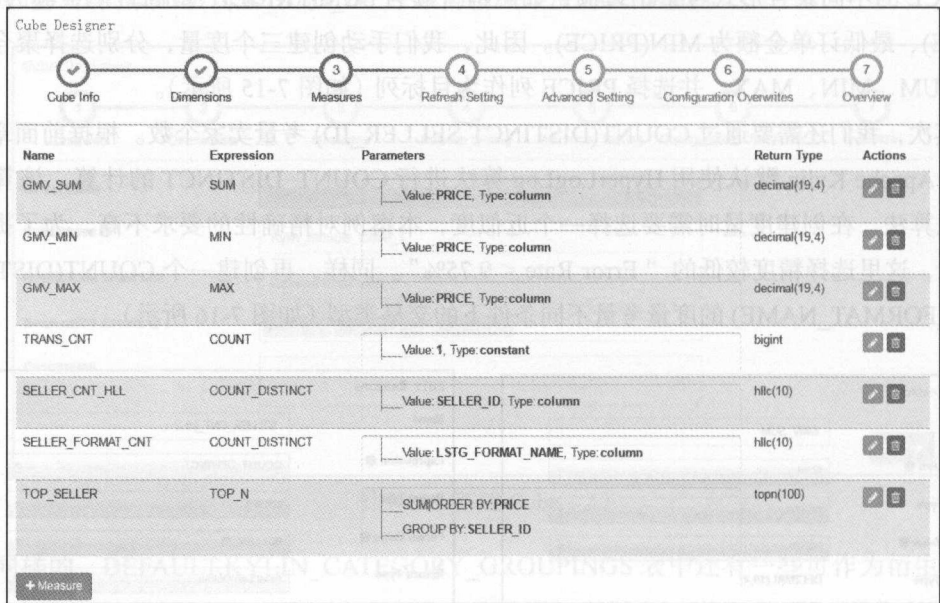 Cube Designer
3 4 5 6 7
Cube Info Dimensions Measures Refresh Setting Advanced Setting Configuration Overwrites Overview
Name Expression Parameters Return Type Actions
GMV_SUM SUM Value: PRICE, Type: column decimal(19,4)
GMV_MIN MIN Value: PRICE, Type: column decimal(19,4)
GMV_MAX MAX Value: PRICE, Type: column decimal(19,4)
TRANS_CNT COUNT Value: 1, Type: constant bigint
SELLER_CNT_HLL COUNT_DISTINCT Value: SELLER_ID, Type: column hllc(10)
SELLER_FORMAT_CNT COUNT_DISTINCT Value: LSTG_FORMAT_NAME, Type: column hllc(10)
TOP_SELLER TOP_N SUM|ORDER BY: PRICE topn(100)
GROUP BY: SELLER_ID
+ Measure